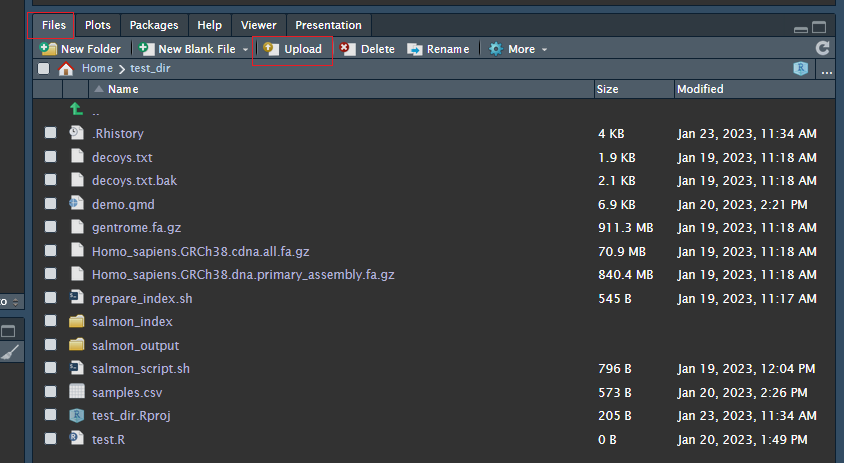 Files Plots Packages Help Viewer Presentation
New Folder New Blank File Upload Delete Rename More
Home test_dir R ...
Name Size Modified
..
.Rhistory 4 KB Jan 23, 2023, 11:34 AM
decoys.txt 1.9 KB Jan 19, 2023, 11:18 AM
decoys.txt.bak 2.1 KB Jan 19, 2023, 11:18 AM
demo.qmd 6.9 KB Jan 20, 2023, 2:21 PM
gentrome.fa.gz 911.3 MB Jan 19, 2023, 11:18 AM
Homo_sapiens.GRCh38.cdna.all.fa.gz 70.9 MB Jan 19, 2023, 11:18 AM
Homo_sapiens.GRCh38.dna.primary_assembly.fa.gz 840.4 MB Jan 19, 2023, 11:18 AM
to prepare_index.sh 545 B Jan 19, 2023, 11:17 AM
salmon_index
salmon_output
salmon_script.sh 796 B Jan 19, 2023, 12:04 PM
samples.csv 573 B Jan 20, 2023, 2:26 PM
R test_dir.Rproj 205 B Jan 23, 2023, 11:34 AM
test.R 0 B Jan 20, 2023, 1:49 PM